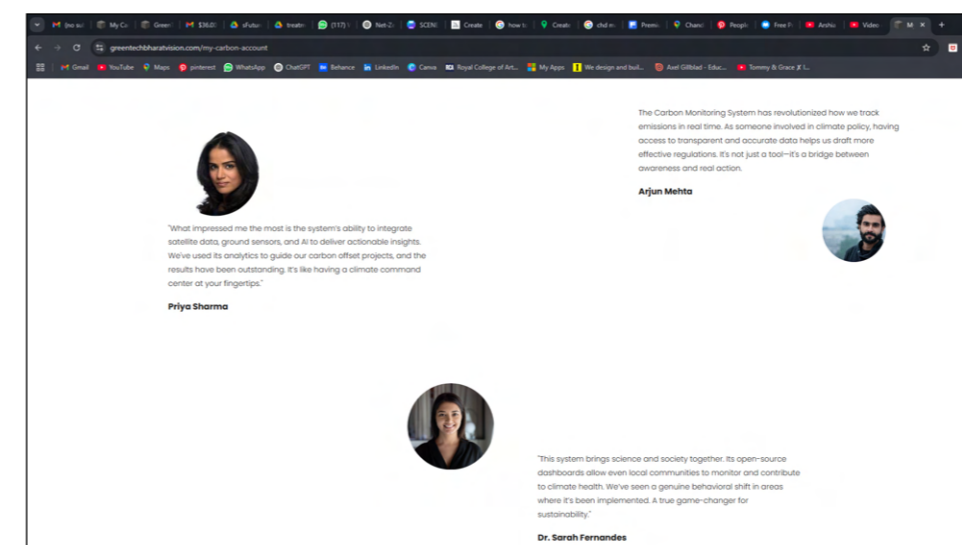 greentechbharatvision.com/my-carbon-account
Gmail YouTube Maps pinterest WhatsApp ChatGPT Behance LinkedIn Canva Royal College of Art... My Apps We design and buil... Axel Gillblad - Educ... Tommy & Grace X L...
The Carbon Monitoring System has revolutionized how we track
emissions in real time. As someone involved in climate policy, having
access to transparent and accurate data helps us draft more
effective regulations. It's not just a tool—it's a bridge between
awareness and real action.
Arjun Mehta
"What impressed me the most is the system's ability to integrate
satellite data, ground sensors, and AI to deliver actionable insights.
We've used its analytics to guide our carbon offset projects, and the
results have been outstanding. It's like having a climate command
center at your fingertips."
Priya Sharma
"This system brings science and society together. Its open-source
dashboards allow even local communities to monitor and contribute
to climate health. We've seen a genuine behavioral shift in areas
where it's been implemented. A true game-changer for
sustainability."
Dr. Sarah Fernandes